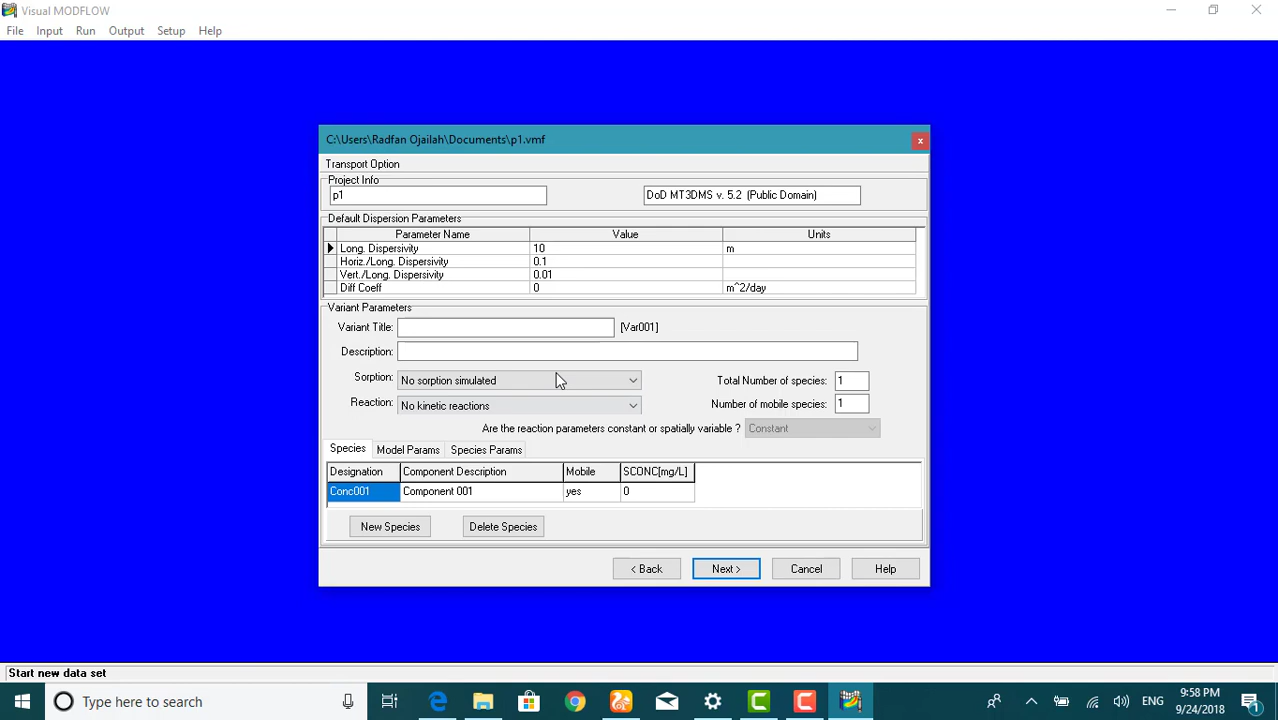 Visual MODFLOW
File Input Run Output Setup Help
C:\Users\Radfan Ojailah\Documents\p1.vmf x
Transport Option
Project Info
p1 DoD MT3DMS v. 5.2 (Public Domain)
Default Dispersion Parameters
Parameter Name Value Units
Long. Dispersivity 10 m
Horiz./Long. Dispersivity 0.1
Vert./Long. Dispersivity 0.01
Diff Coeff 0 m^2/day
Variant Parameters
Variant Title: [Var001]
Description:
Sorption: No sorption simulated Total Number of species: 1
Reaction: No kinetic reactions Number of mobile species: 1
Are the reaction parameters constant or spatially variable ? Constant
Species Model Params Species Params
Designation Component Description Mobile SCONC[mg/L]
Conc001 Component 001 yes 0
New Species Delete Species
< Back Next > Cancel Help
Start new data set
Type here to search ENG 9:58 PM
9/24/2018 1